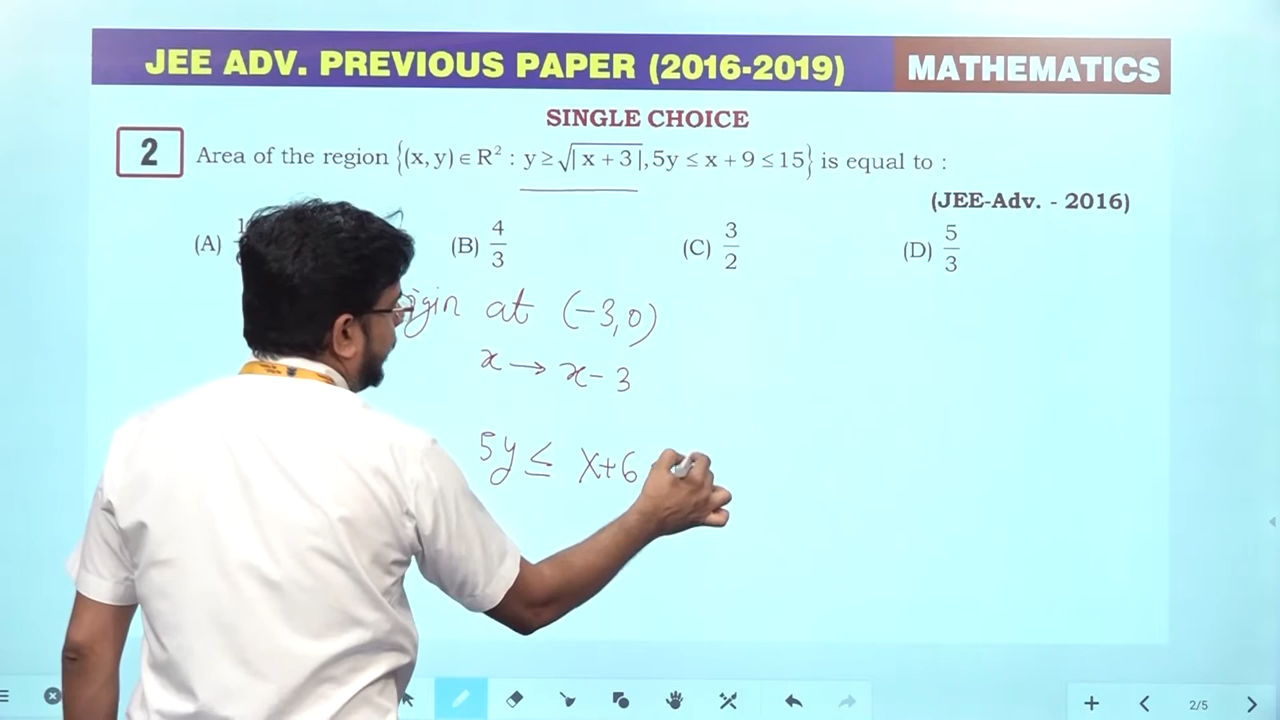 JEE ADV. PREVIOUS PAPER (2016-2019) MATHEMATICS
SINGLE CHOICE
2 Area of the region {(x, y) ∈ R² : y ≥ √|x + 3|, 5y ≤ x + 9 ≤ 15} is equal to :
(JEE-Adv. - 2016)
(A) (B) 4/3 (C) 3/2 (D) 5/3
at (-3,0)
x → x-3
5y ≤ x+6
2/5